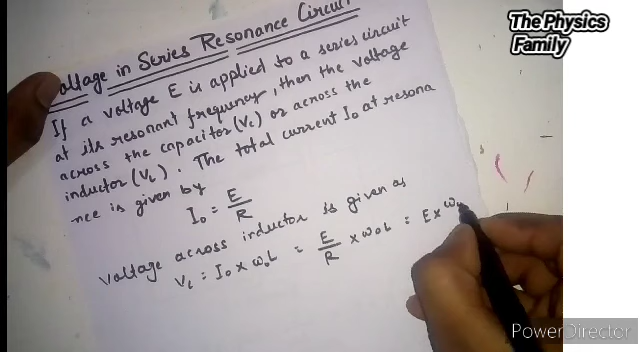 The Physics
Family
oltage in Series Resonance Circuit
If a voltage E is applied to a series circuit
at its resonant frequency, then the voltage
across the capacitor (Vc) or across the
inductor (VL). The total current I0 at resona
nce is given by
I0 = E/R
Voltage across inductor is given as
VL = I0 × ω0L = E/R × ω0L = E × ω
PowerDirector